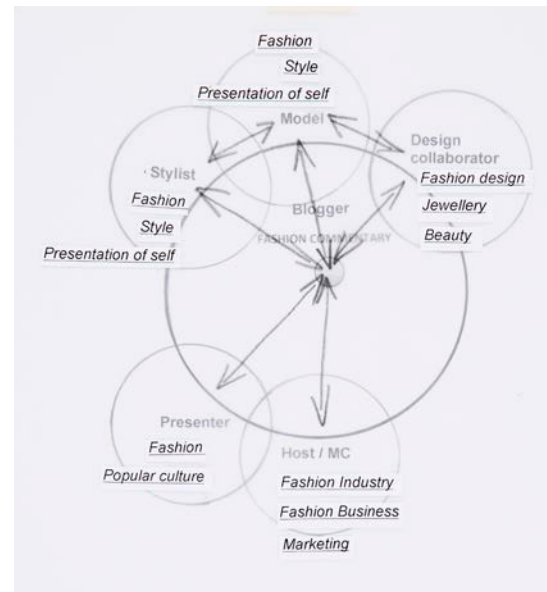 Fashion
Style
Presentation of self
Model
Design
collaborator
Fashion design
Jewellery
Beauty
Stylist
Fashion
Style
Presentation of self
Blogger
FASHION COMMENTARY
Presenter
Fashion
Popular culture
Host / MC
Fashion Industry
Fashion Business
Marketing